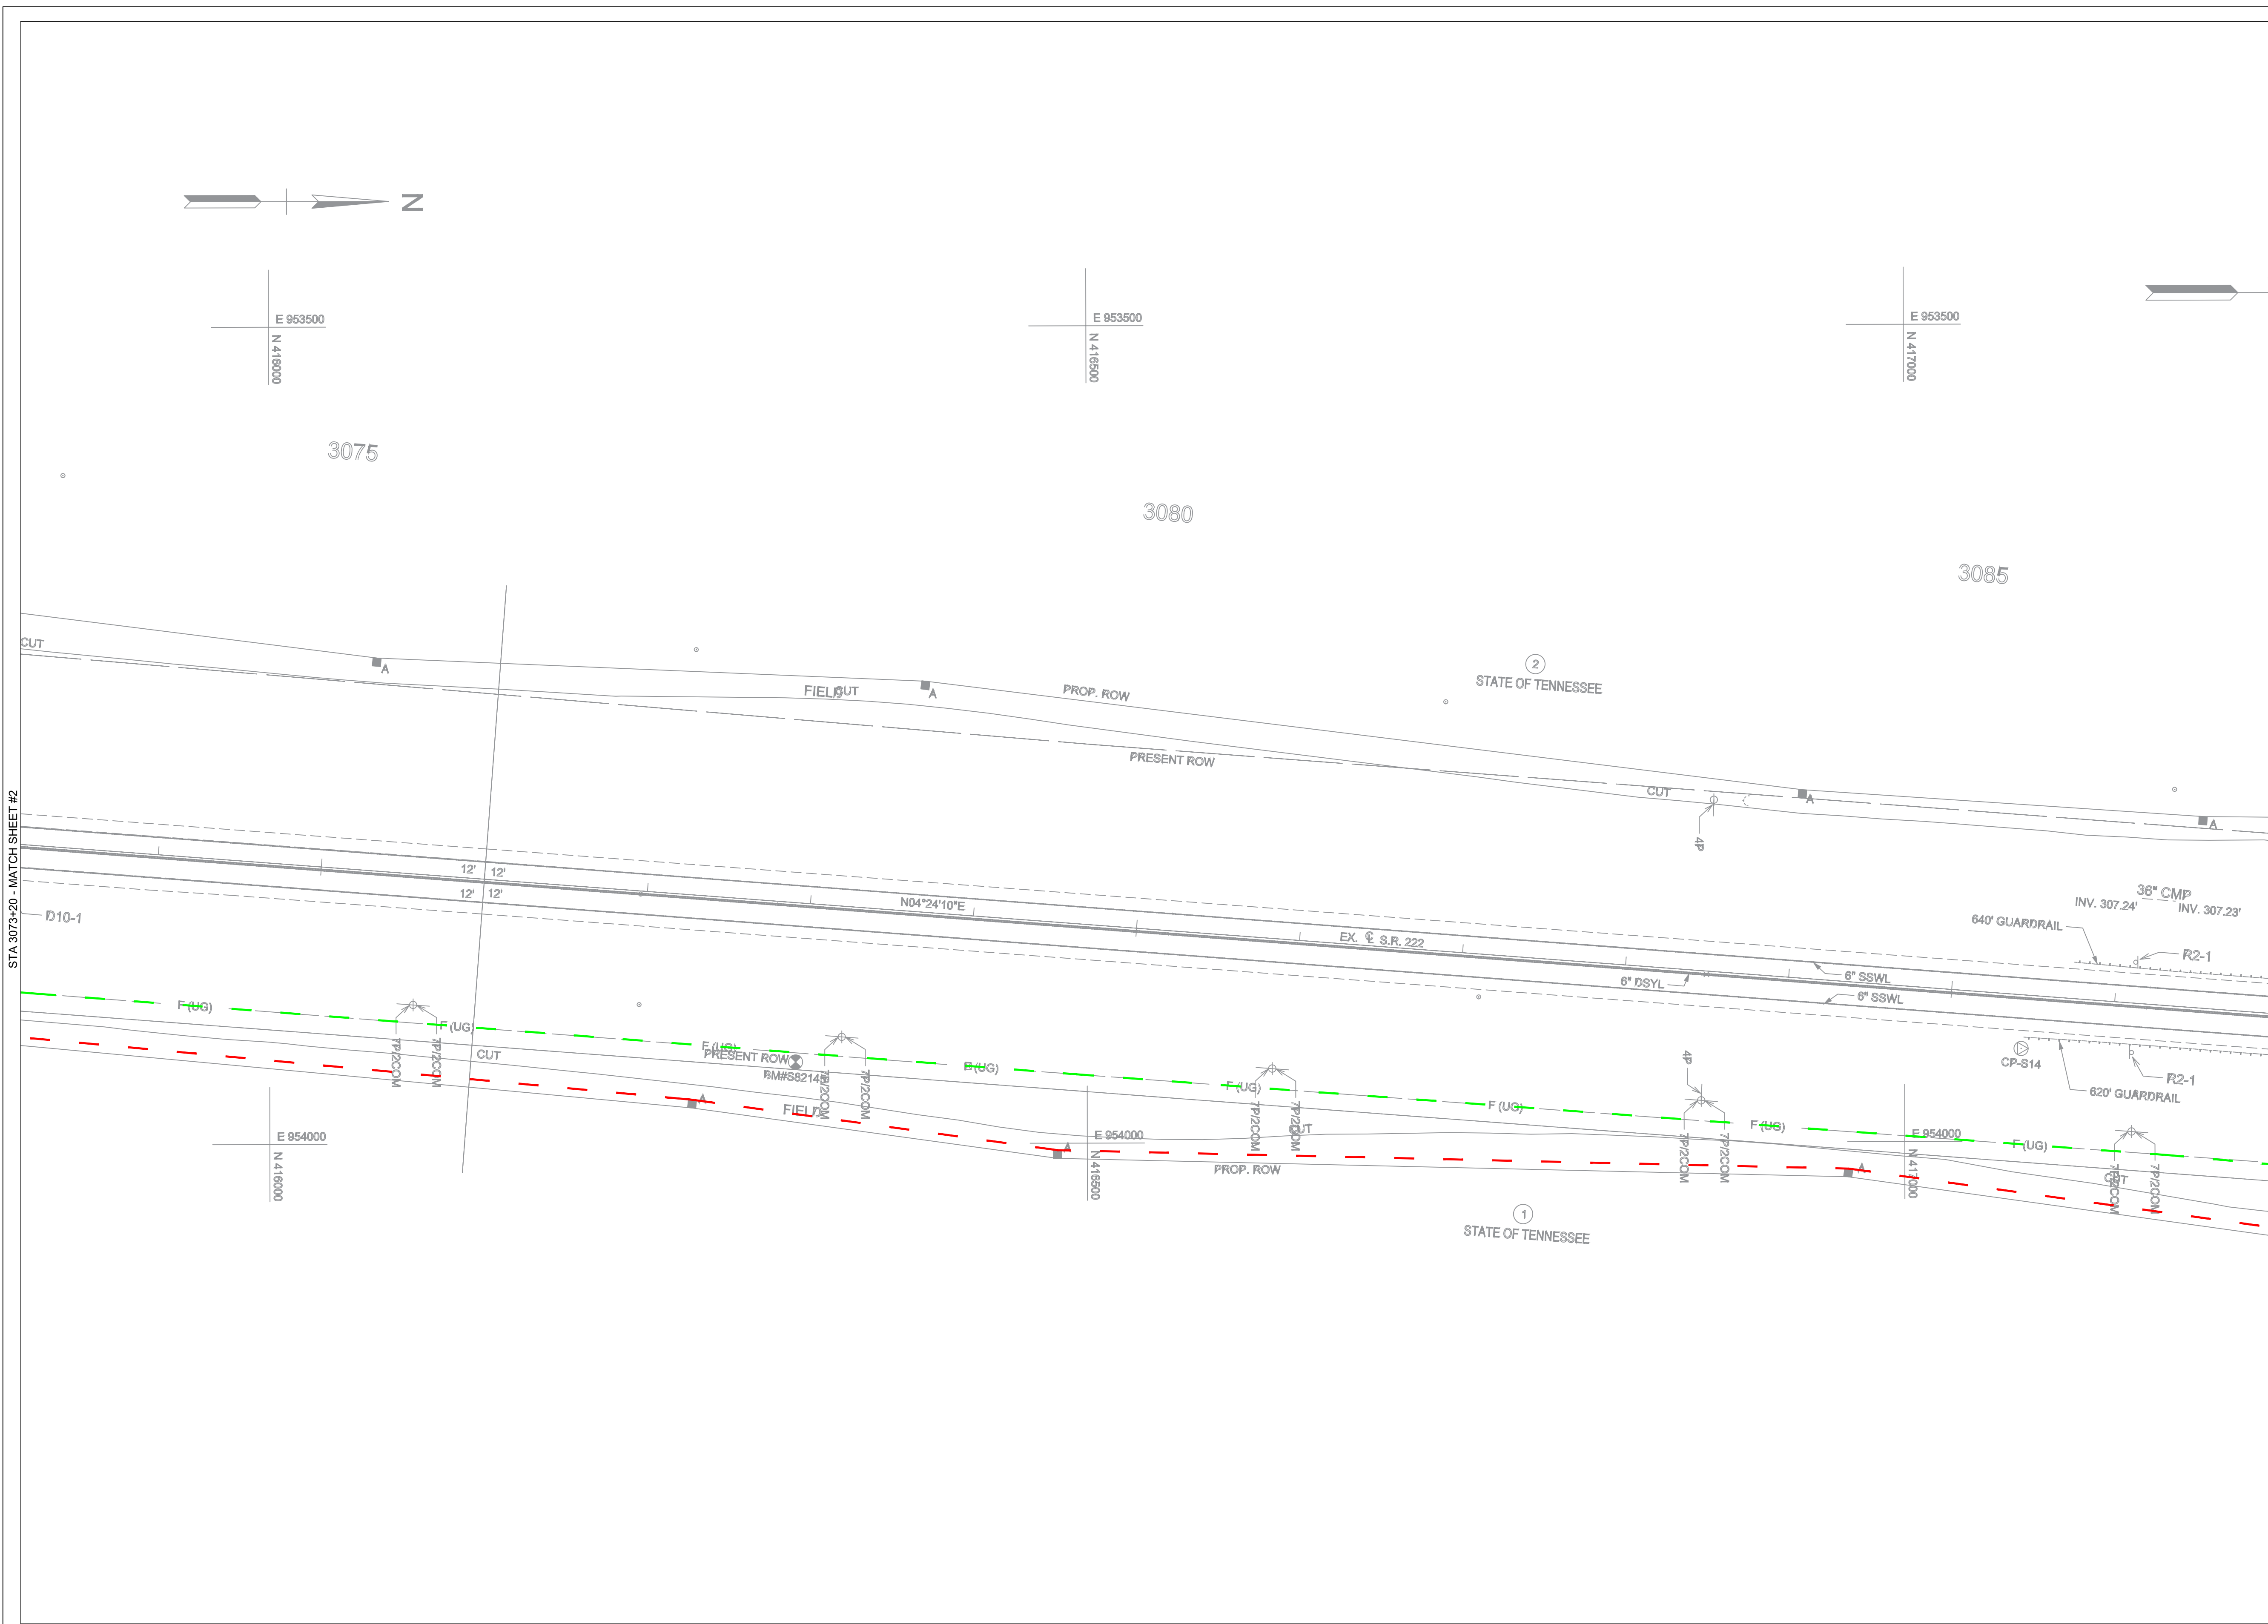 N
E 953500
N 416000
E 953500
N 416500
E 953500
N 417000
3075
3080
3085
2
STATE OF TENNESSEE
CUT
A
FIELD
CUT
A
PROP. ROW
PRESENT ROW
CUT
A
A
4P
STA 3073+20 - MATCH SHEET #2
12' 12'
12' 12'
D10-1
N04°24'10"E
EX. ℄ S.R. 222
6" DSYL
6" SSWL
6" SSWL
36" CMP
INV. 307.24'
INV. 307.23'
640' GUARDRAIL
R2-1
CP-S14
R2-1
620' GUARDRAIL
F (UG)
F (UG)
F (UG)
F (UG)
F (UG)
F (UG)
F (UG)
7P/2COM
7P/2COM
CUT
PRESENT ROW
7P/2COM
7P/2COM
FIELD
A
7P/2COM
7P/2COM
CUT
4P
7P/2COM
7P/2COM
7P/2COM
7P/2COM
CUT
E 954000
N 416000
E 954000
N 416500
E 954000
N 417000
A
A
PROP. ROW
1
STATE OF TENNESSEE